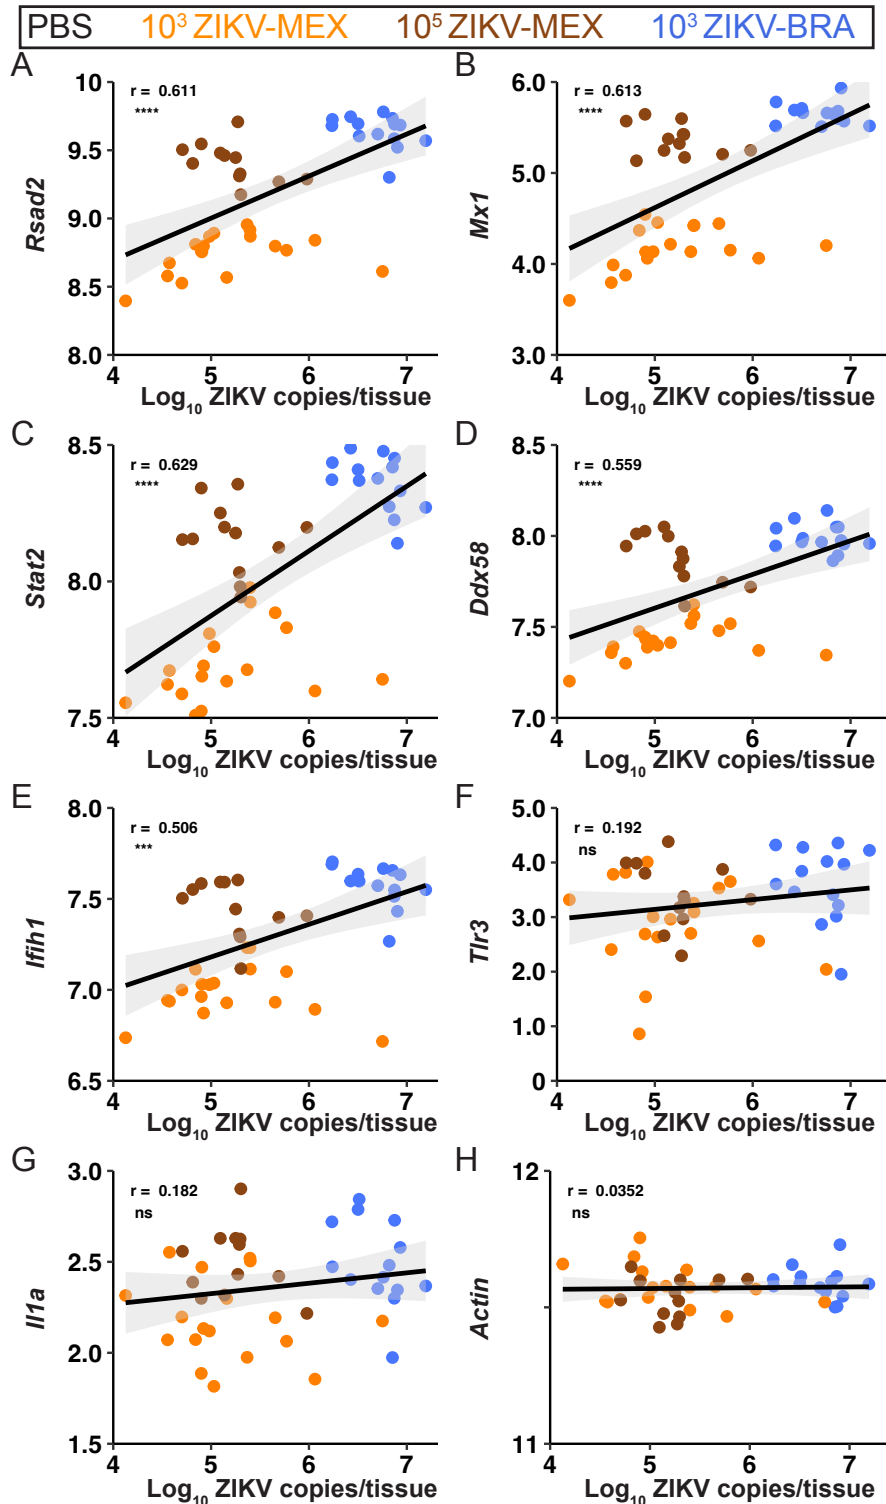 PBS 10³ ZIKV-MEX 10⁵ ZIKV-MEX 10³ ZIKV-BRA
A
r = 0.611
****
Rsad2
10
9.5
9.0
8.5
8.0
4 5 6 7
Log₁₀ ZIKV copies/tissue
B
r = 0.613
****
Mx1
6.0
5.0
4.0
3.0
4 5 6 7
Log₁₀ ZIKV copies/tissue
C
r = 0.629
****
Stat2
8.5
8.0
7.5
4 5 6 7
Log₁₀ ZIKV copies/tissue
D
r = 0.559
****
Ddx58
8.5
8.0
7.5
7.0
4 5 6 7
Log₁₀ ZIKV copies/tissue
E
r = 0.506
***
Ifih1
8.0
7.5
7.0
6.5
4 5 6 7
Log₁₀ ZIKV copies/tissue
F
r = 0.192
ns
Tlr3
5.0
4.0
3.0
2.0
1.0
0
4 5 6 7
Log₁₀ ZIKV copies/tissue
G
r = 0.182
ns
Il1a
3.0
2.5
2.0
1.5
4 5 6 7
Log₁₀ ZIKV copies/tissue
H
r = 0.0352
ns
Actin
12
11
4 5 6 7
Log₁₀ ZIKV copies/tissue